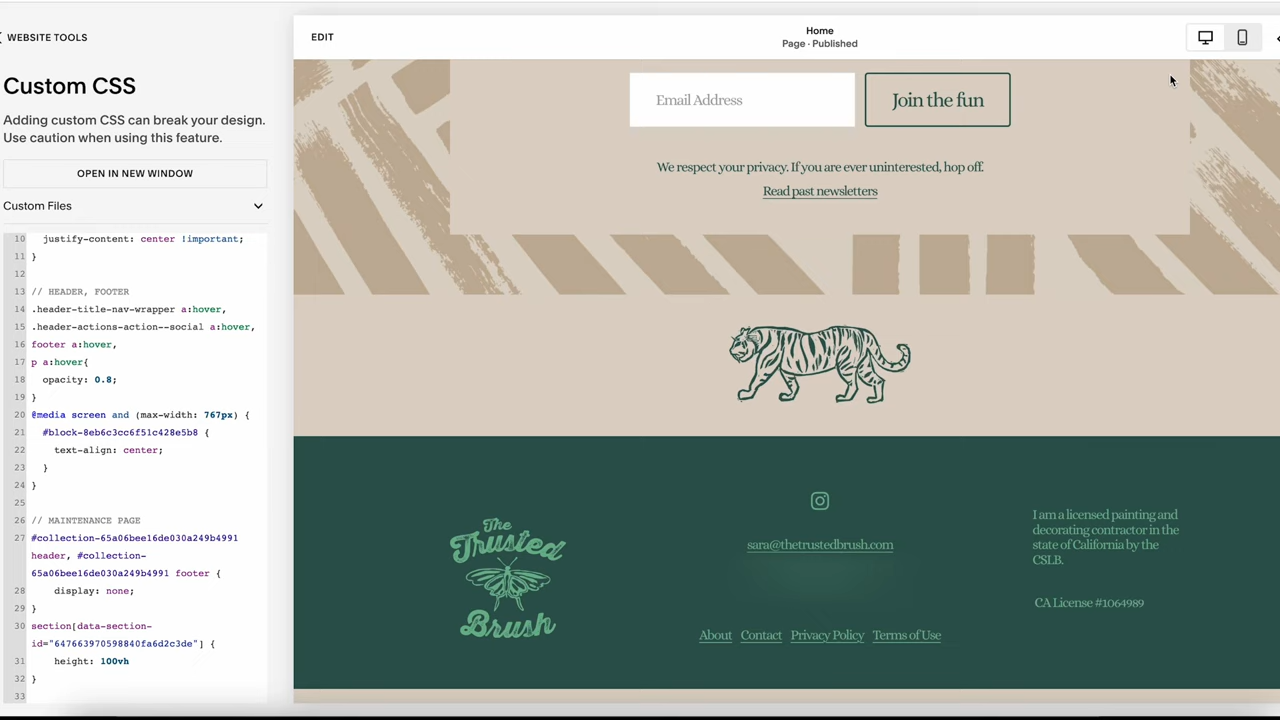 WEBSITE TOOLS
Custom CSS
Adding custom CSS can break your design.
Use caution when using this feature.
OPEN IN NEW WINDOW
Custom Files
10 justify-content: center !important;
11 }
12
13 // HEADER, FOOTER
14 .header-title-nav-wrapper a:hover,
15 .header-actions-action--social a:hover,
16 footer a:hover,
17 p a:hover{
18 opacity: 0.8;
19 }
20 @media screen and (max-width: 767px) {
21 #block-8eb6c3cc6f51c428e5b8 {
22 text-align: center;
23 }
24 }
25
26 // MAINTENANCE PAGE
27 #collection-65a06bee16de030a249b4991
header, #collection-
65a06bee16de030a249b4991 footer {
28 display: none;
29 }
30 section[data-section-
id="647663970598840fa6d2c3de"] {
31 height: 100vh
32 }
33
EDIT
Home
Page · Published
Email Address
Join the fun
We respect your privacy. If you are ever uninterested, hop off.
Read past newsletters
The
Trusted
Brush
sara@thetrustedbrush.com
About Contact Privacy Policy Terms of Use
I am a licensed painting and
decorating contractor in the
state of California by the
CSLB.
CA License #1064989